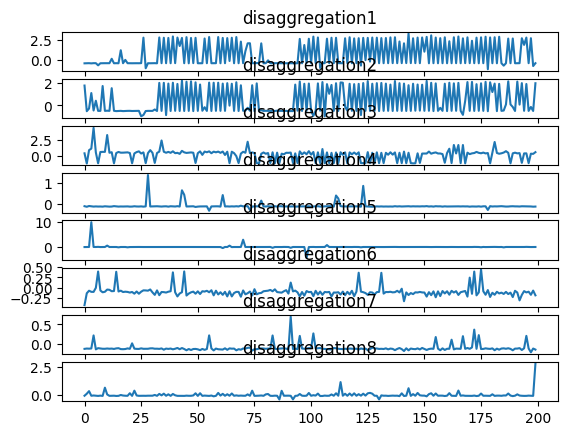 disaggregation1
2.5
0.0
disaggregation2
2
0
disaggregation3
2.5
0.0
disaggregation4
1
0
disaggregation5
10
0
disaggregation6
0.50
0.25
0.00
−0.25
disaggregation7
0.5
0.0
disaggregation8
2.5
0.0
0 25 50 75 100 125 150 175 200